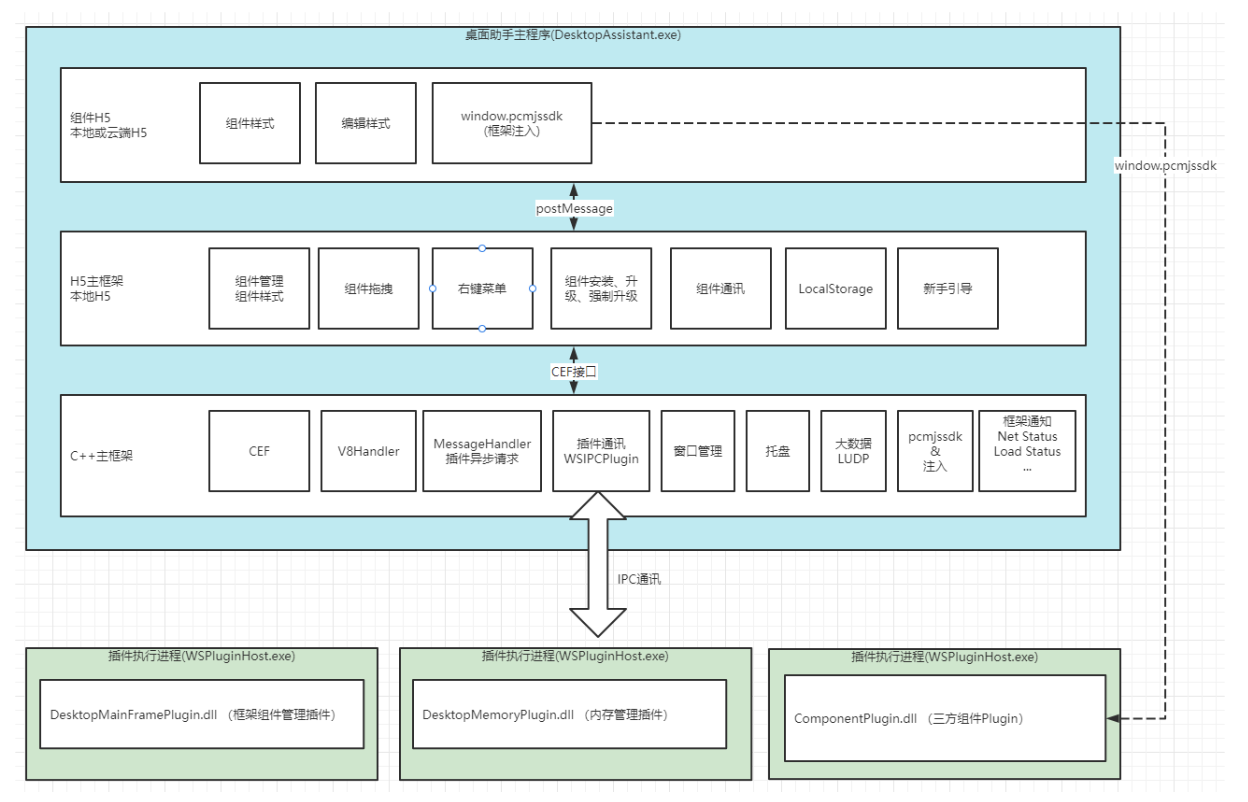 桌面助手主程序(DesktopAssistant.exe)
组件H5
本地或云端H5
组件样式
编辑样式
window.pcmjssdk
(框架注入)
window.pcmjssdk
postMessage
H5主框架
本地H5
组件管理
组件样式
组件拖拽
右键菜单
组件安装、升
级、强制升级
组件通讯
LocalStorage
新手引导
CEF接口
C++主框架
CEF
V8Handler
MessageHandler
插件异步请求
插件通讯
WSIPCPlugin
窗口管理
托盘
大数据
LUDP
pcmjssdk
&
注入
框架通知
Net Status
Load Status
...
IPC通讯
插件执行进程(WSPluginHost.exe)
DesktopMainFramePlugin.dll （框架组件管理插件）
插件执行进程(WSPluginHost.exe)
DesktopMemoryPlugin.dll （内存管理插件）
插件执行进程(WSPluginHost.exe)
ComponentPlugin.dll （三方组件Plugin）